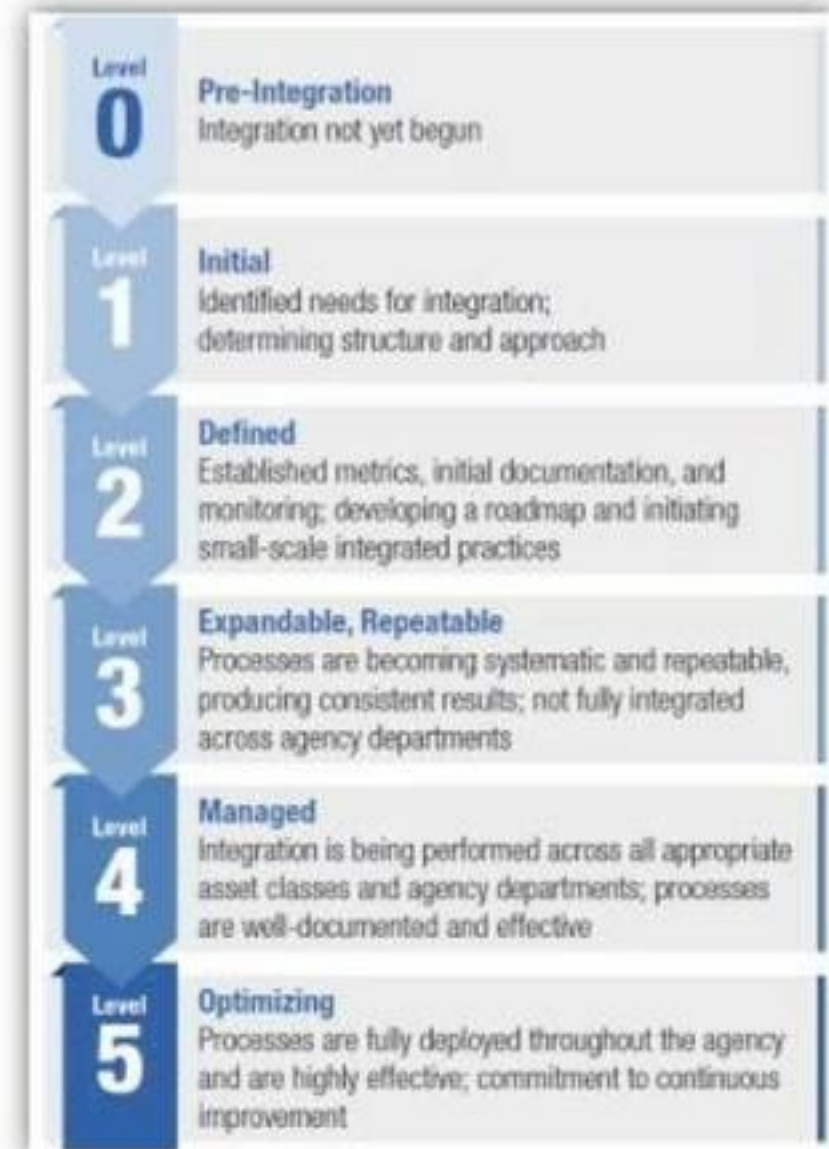 Level
0
Pre-Integration
Integration not yet begun
Level
1
Initial
Identified needs for integration;
determining structure and approach
Level
2
Defined
Established metrics, initial documentation, and
monitoring; developing a roadmap and initiating
small-scale integrated practices
Level
3
Expandable, Repeatable
Processes are becoming systematic and repeatable,
producing consistent results; not fully integrated
across agency departments
Level
4
Managed
Integration is being performed across all appropriate
asset classes and agency departments; processes
are well-documented and effective
Level
5
Optimizing
Processes are fully deployed throughout the agency
and are highly effective; commitment to continuous
improvement